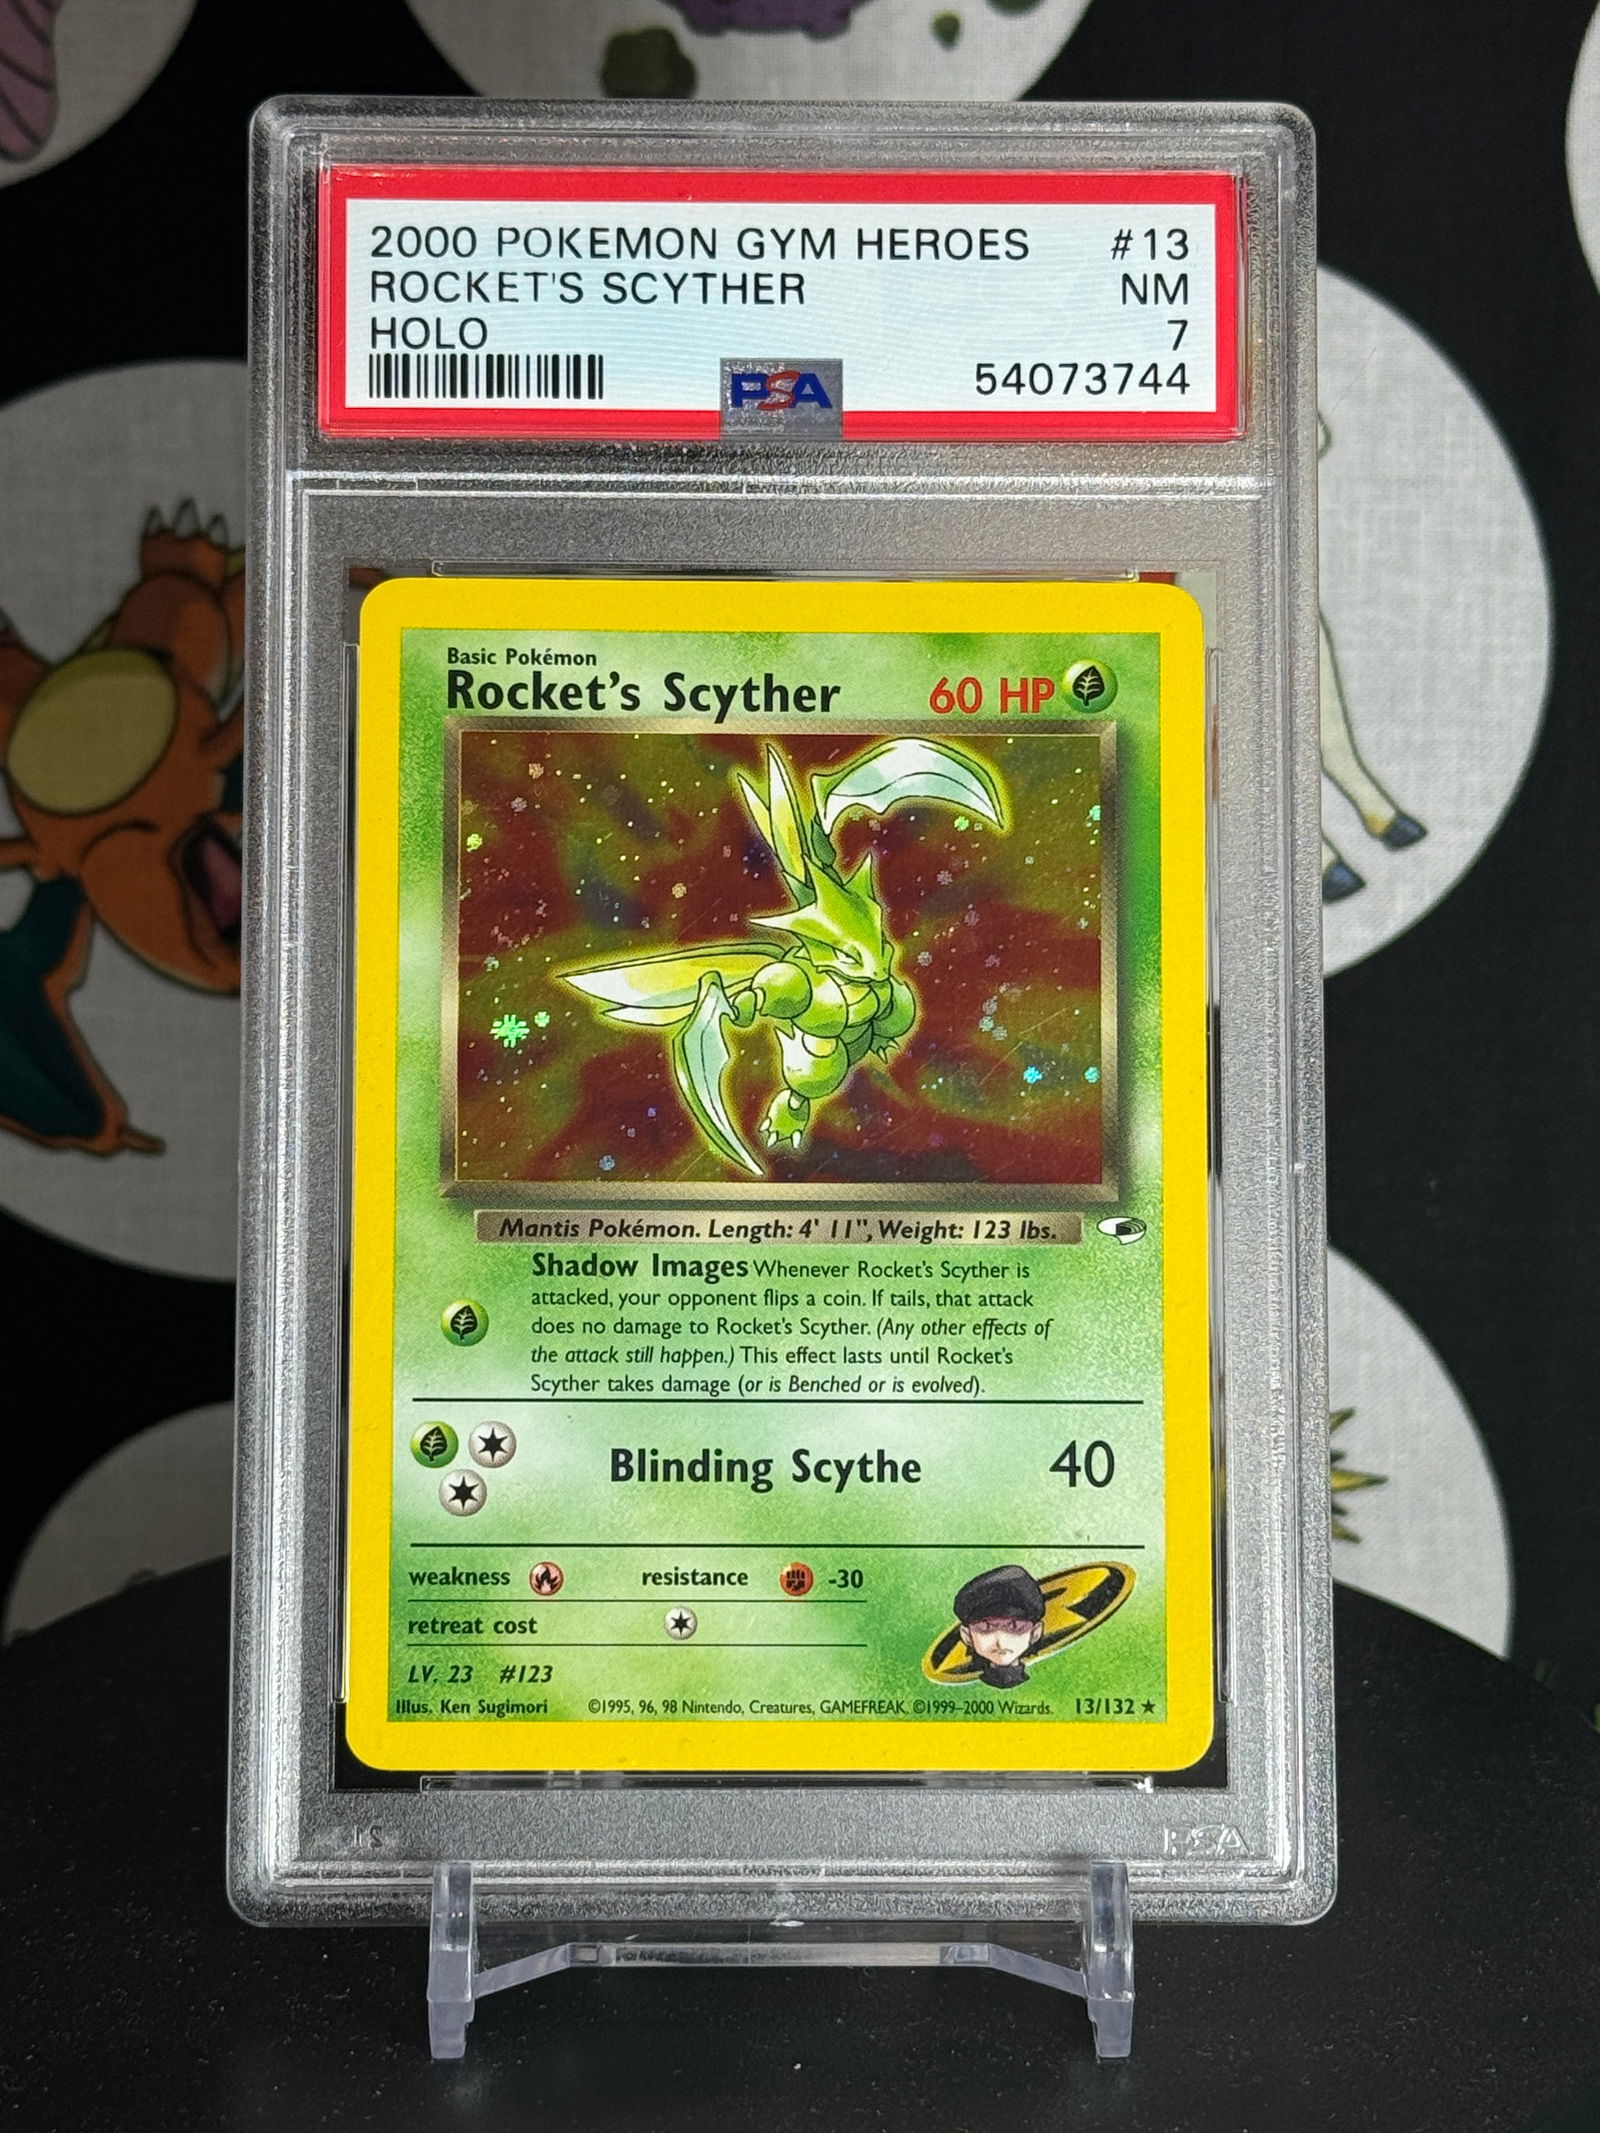 2000 POKEMON GYM HEROES #13
ROCKET'S SCYTHER NM
HOLO 7
PSA 54073744
Basic Pokémon
Rocket's Scyther 60 HP
Mantis Pokémon. Length: 4' 11", Weight: 123 lbs.
Shadow Images Whenever Rocket's Scyther is
attacked, your opponent flips a coin. If tails, that attack
does no damage to Rocket's Scyther. (Any other effects of
the attack still happen.) This effect lasts until Rocket's
Scyther takes damage (or is Benched or is evolved).
Blinding Scythe 40
weakness resistance -30
retreat cost
LV. 23 #123
Illus. Ken Sugimori ©1995, 96, 98 Nintendo, Creatures, GAMEFREAK. ©1999–2000 Wizards. 13/132 ★
PSA